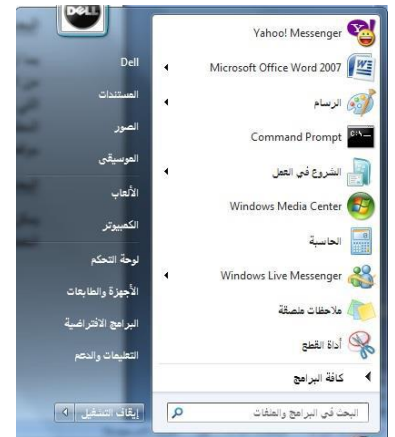 DELL
Yahoo! Messenger
Microsoft Office Word 2007
الرسام
Command Prompt
الشروع في العمل
Windows Media Center
الحاسبة
Windows Live Messenger
ملاحظات ملصقة
أداة القطع
كافة البرامج
البحث في البرامج والملفات
Dell
المستندات
الصور
الموسيقى
الألعاب
الكمبيوتر
لوحة التحكم
الأجهزة والطابعات
البرامج الافتراضية
التعليمات والدعم
إيقاف التشغيل